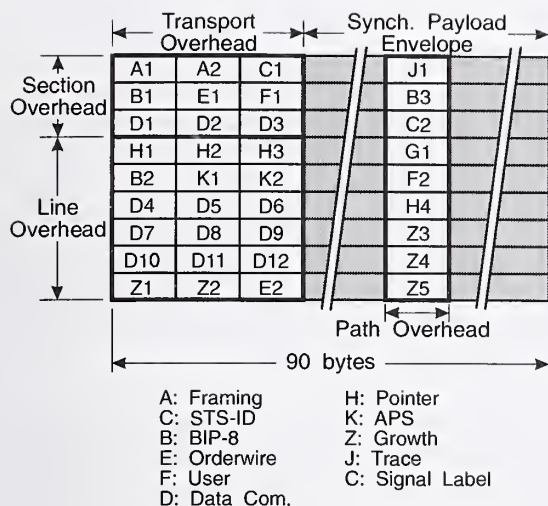 Transport Overhead
Synch. Payload Envelope
Section Overhead
A1 A2 C1 J1
B1 E1 F1 B3
D1 D2 D3 C2
Line Overhead
H1 H2 H3 G1
B2 K1 K2 F2
D4 D5 D6 H4
D7 D8 D9 Z3
D10 D11 D12 Z4
Z1 Z2 E2 Z5
Path Overhead
90 bytes
A: Framing
C: STS-ID
B: BIP-8
E: Orderwire
F: User
D: Data Com.
H: Pointer
K: APS
Z: Growth
J: Trace
C: Signal Label